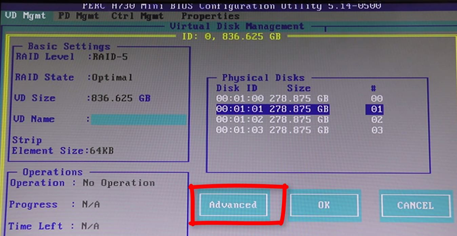 PERC H730 Mini BIOS Configuration Utility 5.14-0500
VD Mgmt PD Mgmt Ctrl Mgmt Properties
Virtual Disk Management
ID: 0, 836.625 GB
Basic Settings
RAID Level :RAID-5
RAID State :Optimal
VD Size :836.625 GB
VD Name :
Strip
Element Size:64KB
Physical Disks
Disk ID Size #
00:01:00 278.875 GB 00
00:01:01 278.875 GB 01
00:01:02 278.875 GB 02
00:01:03 278.875 GB 03
Operations
Operation : No Operation
Progress : N/A
Time Left : N/A
Advanced
OK
CANCEL